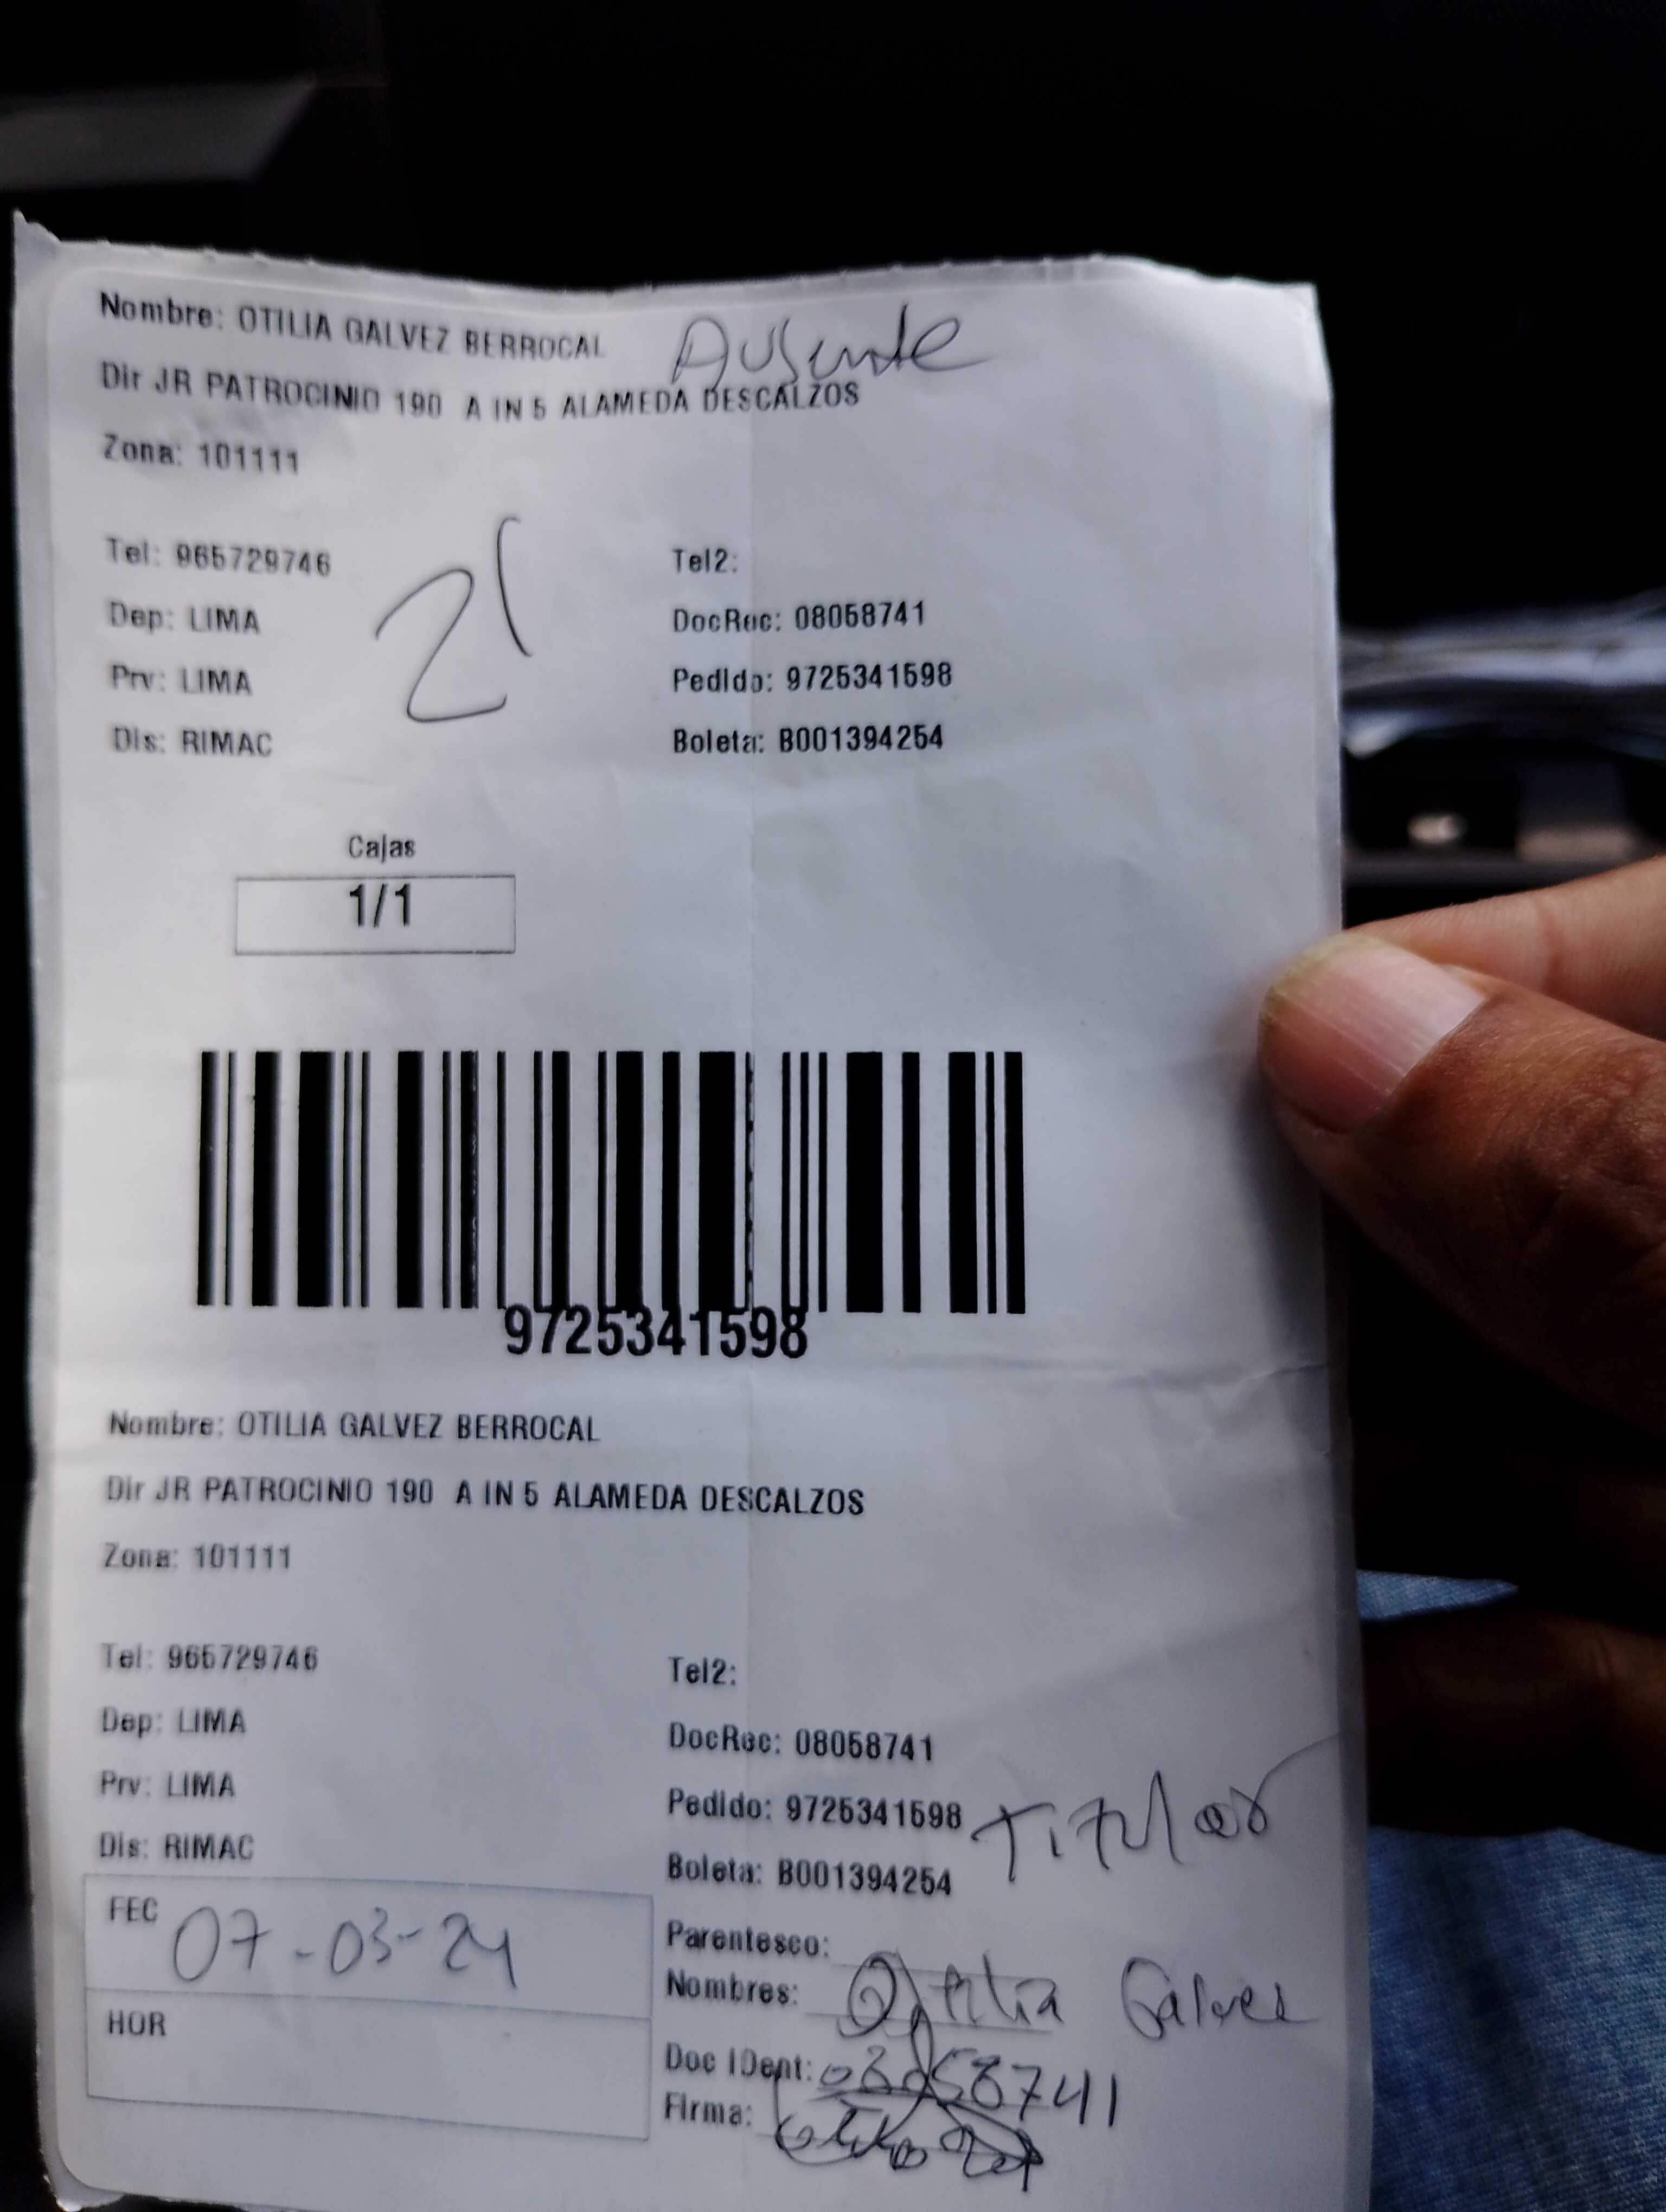 Nombre: OTILIA GALVEZ BERROCAL Ausente
Dir JR PATROCINIO 190 A IN 5 ALAMEDA DESCALZOS
Zona: 101111
21
Tel: 965729746 Tel2:
Dep: LIMA DocRec: 08058741
Prv: LIMA Pedido: 9725341598
Dis: RIMAC Boleta: B001394254
Cajas
1/1
9725341598
Nombre: OTILIA GALVEZ BERROCAL
Dir JR PATROCINIO 190 A IN 5 ALAMEDA DESCALZOS
Zona: 101111
Tel: 965729746 Tel2:
Dep: LIMA DocRec: 08058741
Prv: LIMA Pedido: 9725341598 Titular
Dis: RIMAC Boleta: B001394254
FEC 07-03-24
Parentesco:
Nombres: Otilia Galvez
HOR
Doc IDent: 08058741
Firma: